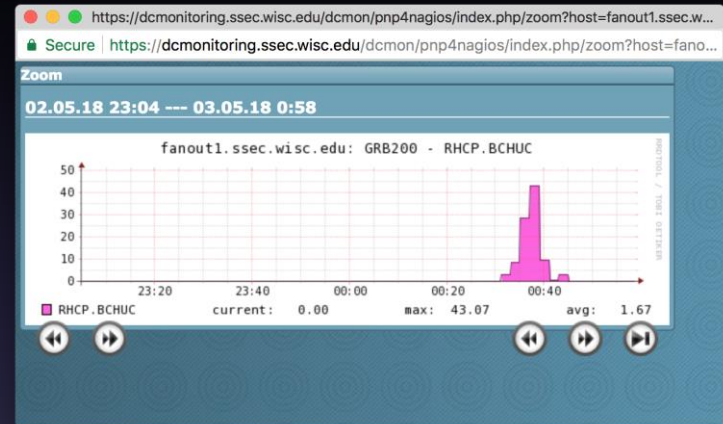 https://dcmonitoring.ssec.wisc.edu/dcmon/pnp4nagios/index.php/zoom?host=fanout1.ssec.w...
Secure | https://dcmonitoring.ssec.wisc.edu/dcmon/pnp4nagios/index.php/zoom?host=fano...
Zoom
02.05.18 23:04 --- 03.05.18 0:58
fanout1.ssec.wisc.edu: GRB200 - RHCP.BCHUC
RRDTOOL / TOBI OETIKER
50
40
30
20
10
0
23:20 23:40 00:00 00:20 00:40
RHCP.BCHUC current: 0.00 max: 43.07 avg: 1.67